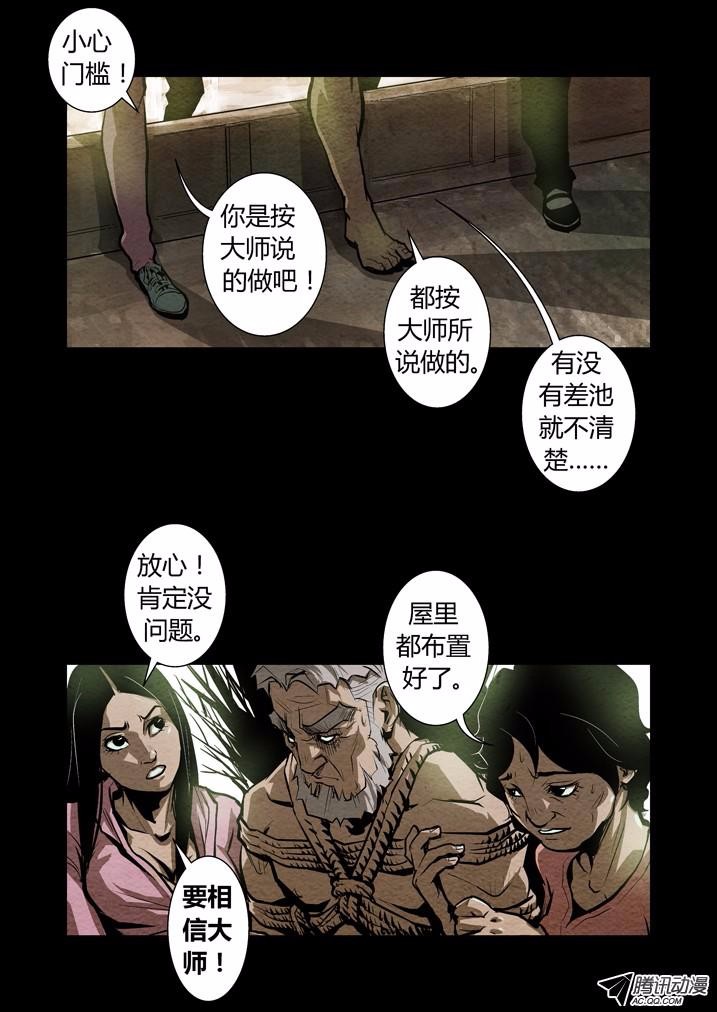 小心
门槛！
你是按
大师说
的做吧！
都按
大师所
说做的。
有没
有差池
就不清
楚……
放心！
肯定没
问题。
屋里
都布置
好了。
要相
信大
师！
腾讯动漫
AC.QQ.COM